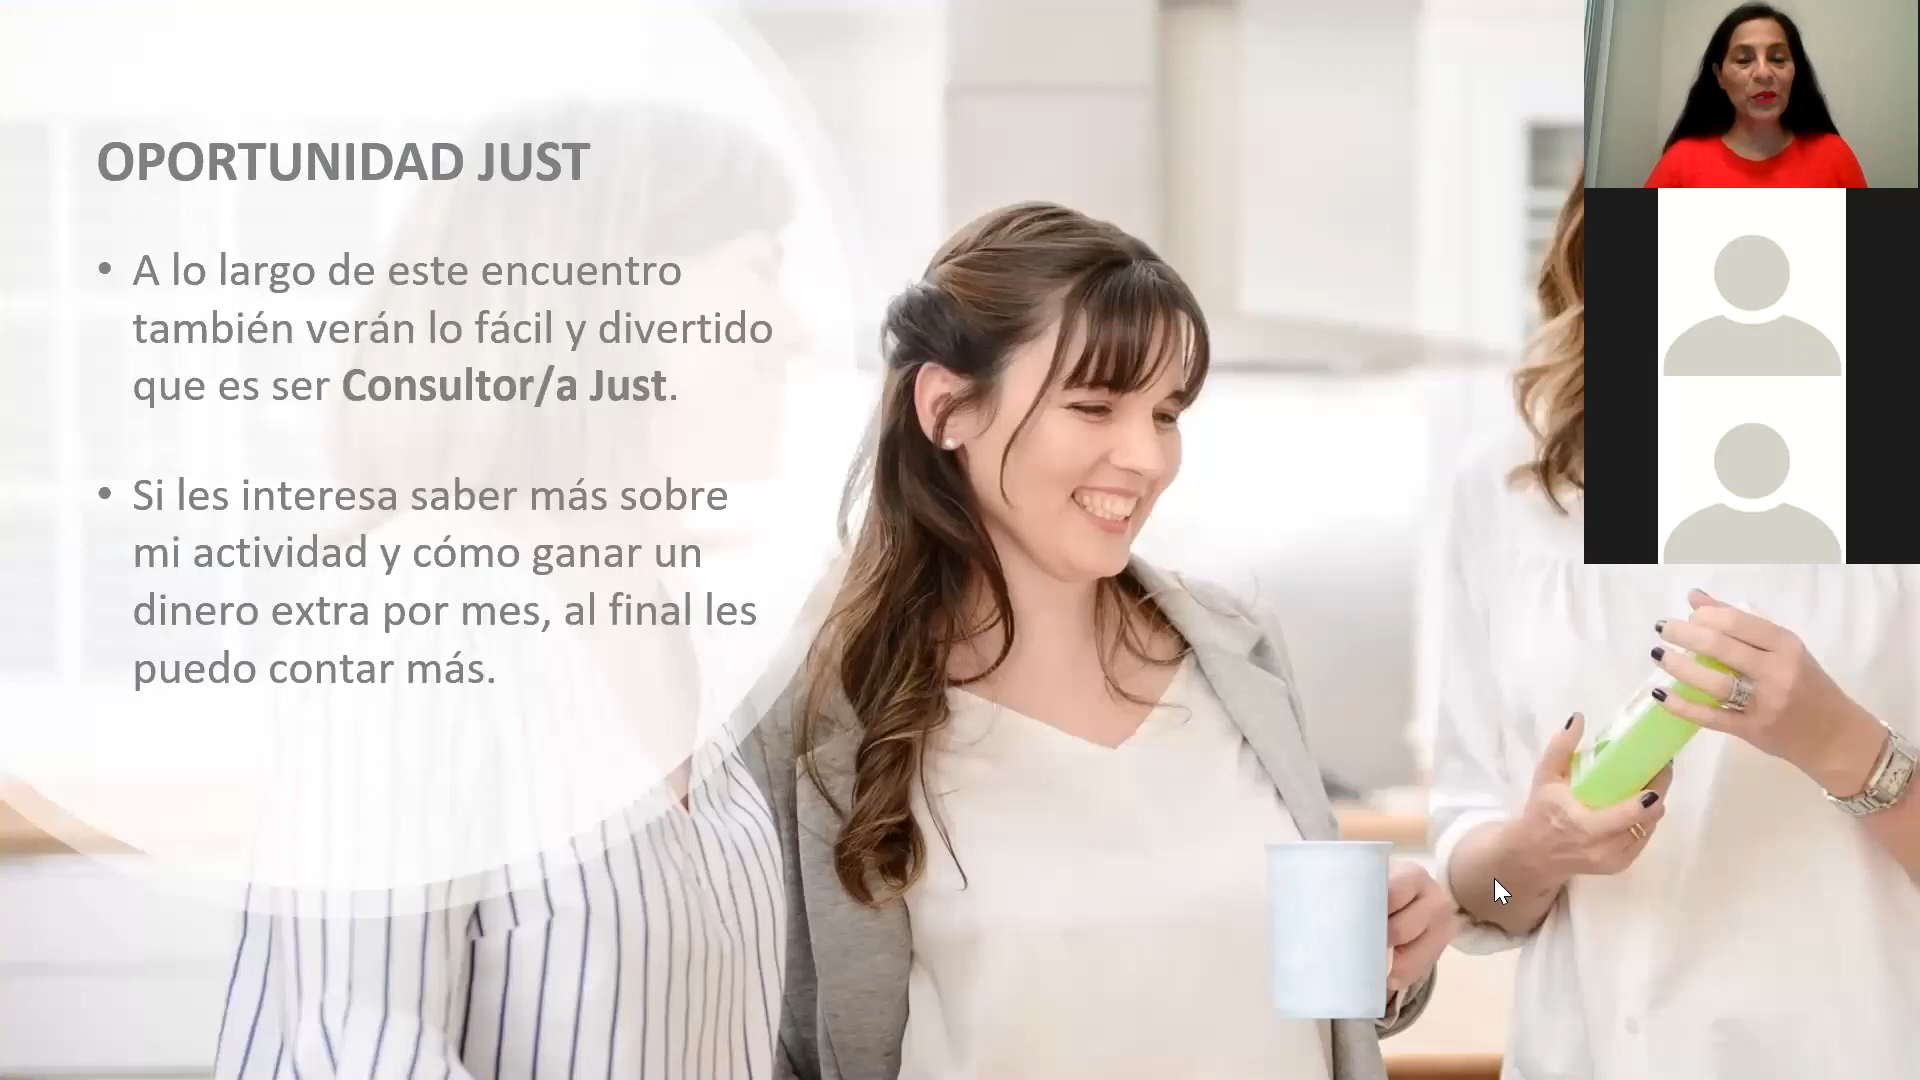 OPORTUNIDAD JUST
• A lo largo de este encuentro
también verán lo fácil y divertido
que es ser Consultor/a Just.
• Si les interesa saber más sobre
mi actividad y cómo ganar un
dinero extra por mes, al final les
puedo contar más.